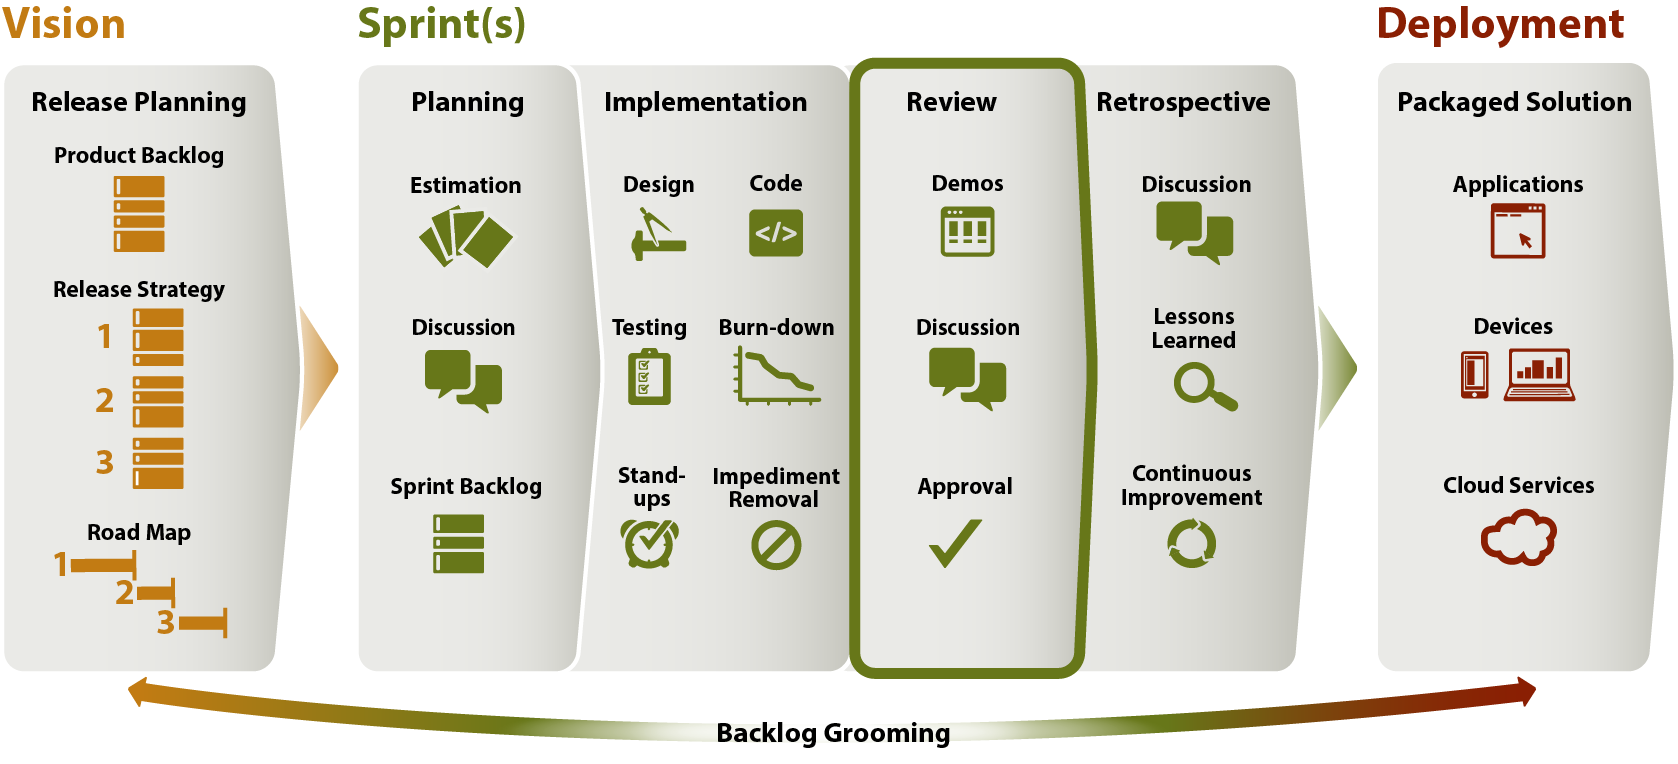 Vision
Release Planning
Product Backlog
Release Strategy
1
2
3
Road Map
1
2
3
Sprint(s)
Planning
Estimation
Discussion
Sprint Backlog
Implementation
Design
Code
</>
Testing
Burn-down
Stand-
ups
Impediment
Removal
Review
Demos
Discussion
Approval
Retrospective
Discussion
Lessons
Learned
Continuous
Improvement
Deployment
Packaged Solution
Applications
Devices
Cloud Services
Backlog Grooming